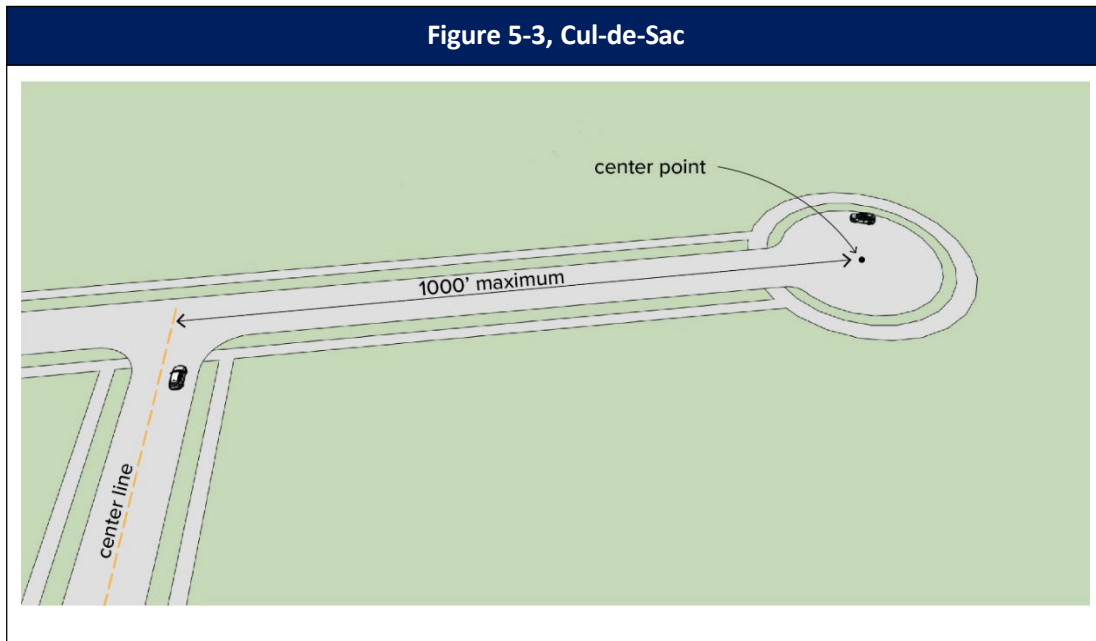 Figure 5-3, Cul-de-Sac
center point
1000' maximum
center line